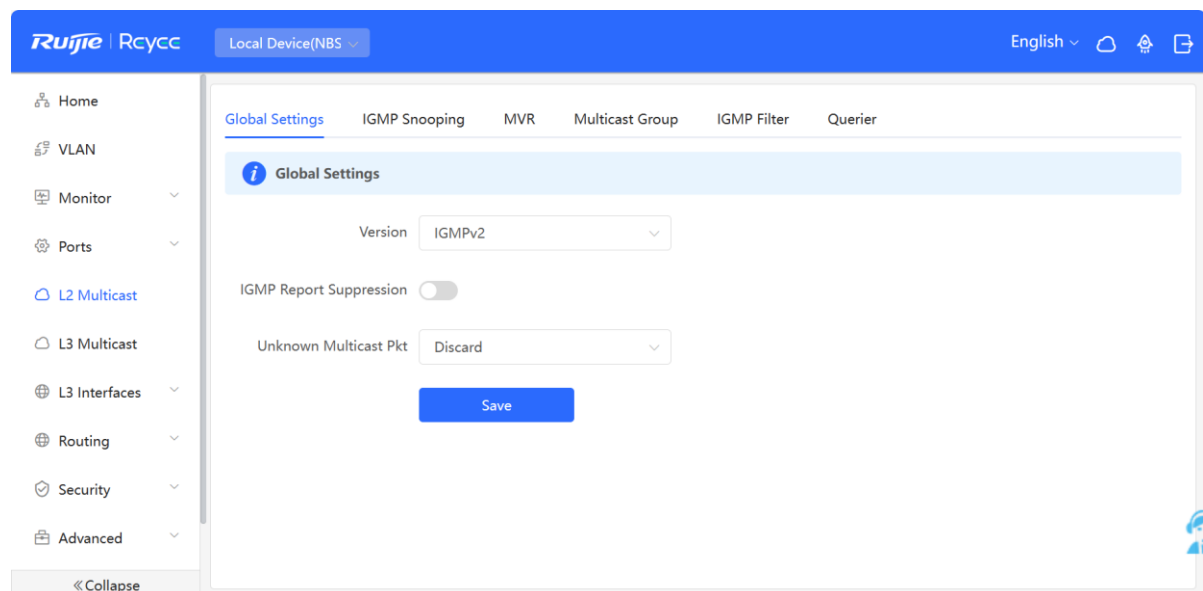 Ruijie | Rcycc
Local Device(NBS
English
Home
VLAN
Monitor
Ports
L2 Multicast
L3 Multicast
L3 Interfaces
Routing
Security
Advanced
Collapse
Global Settings IGMP Snooping MVR Multicast Group IGMP Filter Querier
Global Settings
Version IGMPv2
IGMP Report Suppression
Unknown Multicast Pkt Discard
Save